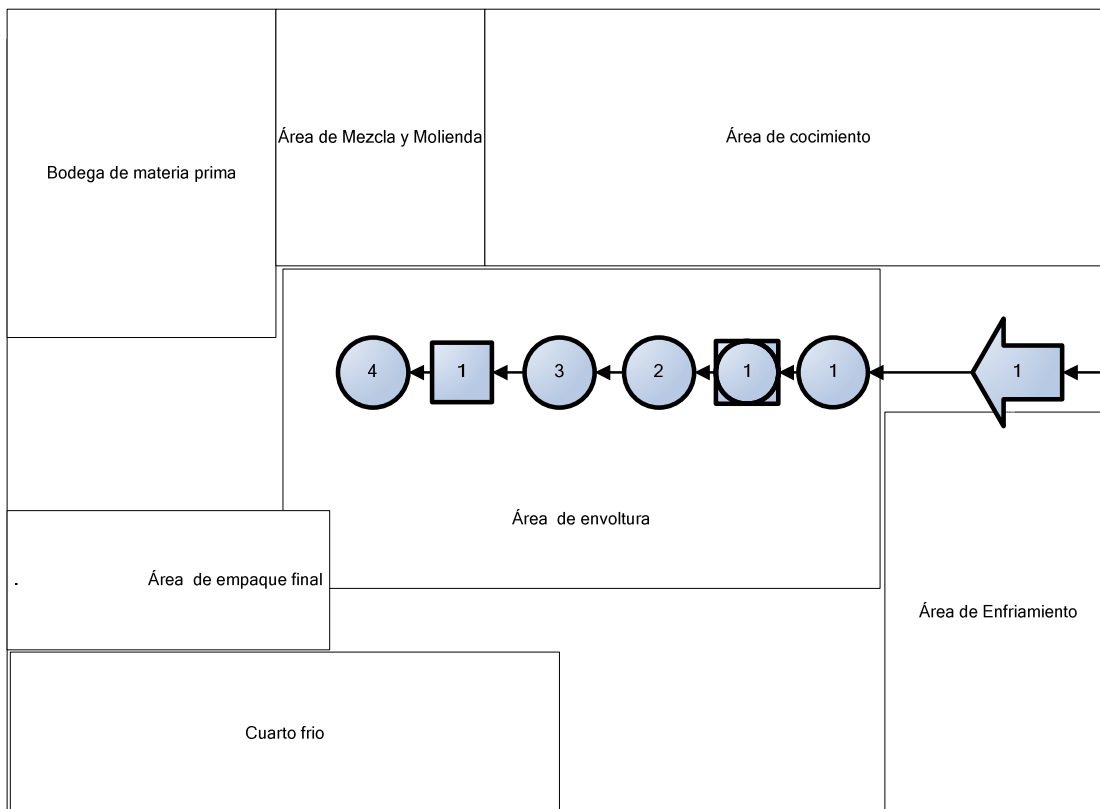 Bodega de materia prima
Área de Mezcla y Molienda
Área de cocimiento
4
1
3
2
1
1
1
Área  de envoltura
.
Área  de empaque final
Área de Enfriamiento
Cuarto frio